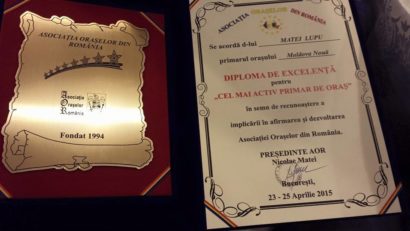 ASOCIAȚIA ORAȘELOR DIN
ROMÂNIA
Asociația
Orașelor
România
Fondat 1994
ASOCIAȚIA ORAȘELOR DIN ROMÂNIA
Se acordă d-lui MATEI LUPU
primarul orașului Moldova Nouă
DIPLOMA DE EXCELENȚĂ
pentru
„CEL MAI ACTIV PRIMAR DE ORAȘ”
în semn de recunoștere a
implicării în afirmarea și dezvoltarea
Asociației Orașelor din România.
PREȘEDINTE AOR
Nicolae Matei
București,
23 - 25 Aprilie 2015